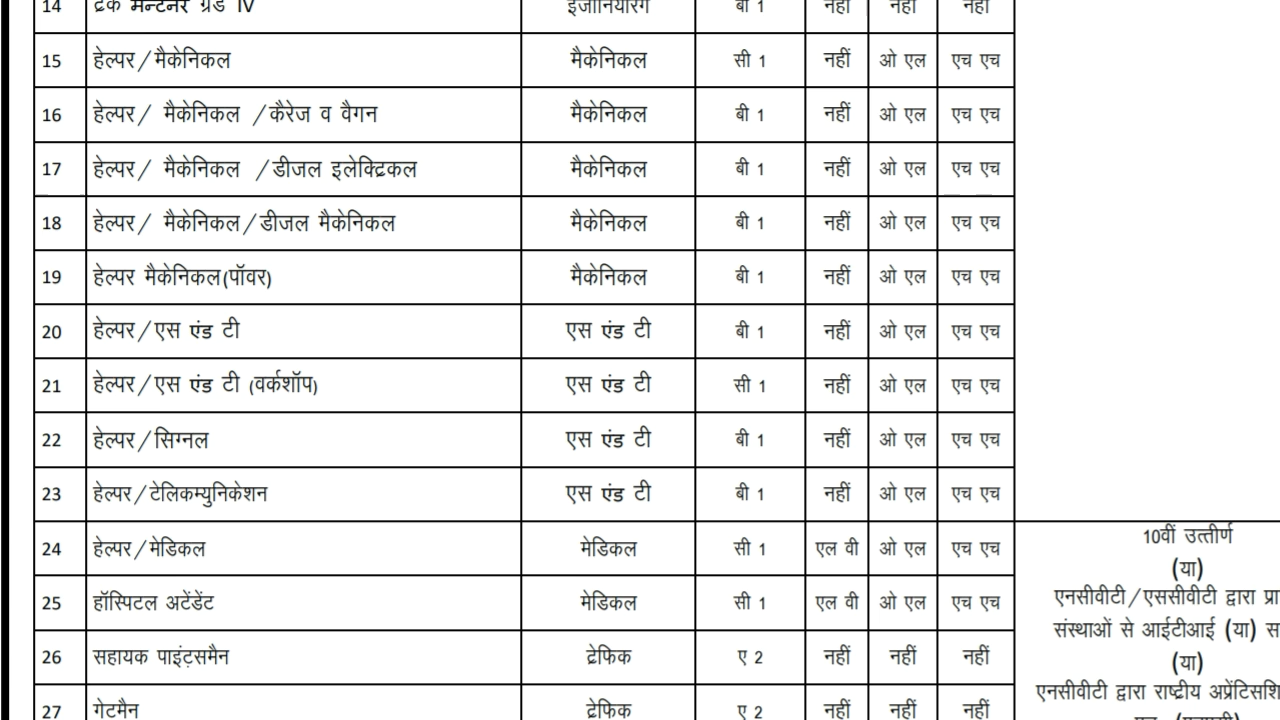 14 ट्रेक मेन्टेनर ग्रेड IV इंजीनियरिंग बी 1 नहीं नहीं नहीं
15 हेल्पर/मैकेनिकल मैकेनिकल सी 1 नहीं ओ एल एच एच
16 हेल्पर/ मैकेनिकल /कैरेज व वैगन मैकेनिकल बी 1 नहीं ओ एल एच एच
17 हेल्पर/ मैकेनिकल /डीजल इलेक्ट्रिकल मैकेनिकल बी 1 नहीं ओ एल एच एच
18 हेल्पर/ मैकेनिकल/डीजल मैकेनिकल मैकेनिकल बी 1 नहीं ओ एल एच एच
19 हेल्पर मैकेनिकल(पॉवर) मैकेनिकल बी 1 नहीं ओ एल एच एच
20 हेल्पर/एस एंड टी एस एंड टी बी 1 नहीं ओ एल एच एच
21 हेल्पर/एस एंड टी (वर्कशॉप) एस एंड टी सी 1 नहीं ओ एल एच एच
22 हेल्पर/सिग्नल एस एंड टी बी 1 नहीं ओ एल एच एच
23 हेल्पर/टेलिकम्युनिकेशन एस एंड टी बी 1 नहीं ओ एल एच एच
24 हेल्पर/मेडिकल मेडिकल सी 1 एल वी ओ एल एच एच
25 हॉस्पिटल अटेंडेंट मेडिकल सी 1 एल वी ओ एल एच एच
26 सहायक पाइंट्समैन ट्रेफिक ए 2 नहीं नहीं नहीं
27 गेटमैन ट्रेफिक ए 2 नहीं नहीं नहीं
10वीं उत्तीर्ण
(या)
एनसीवीटी/एससीवीटी द्वारा प्रा
संस्थाओं से आईटीआई (या) स
(या)
एनसीवीटी द्वारा राष्ट्रीय अप्रेंटिसशि